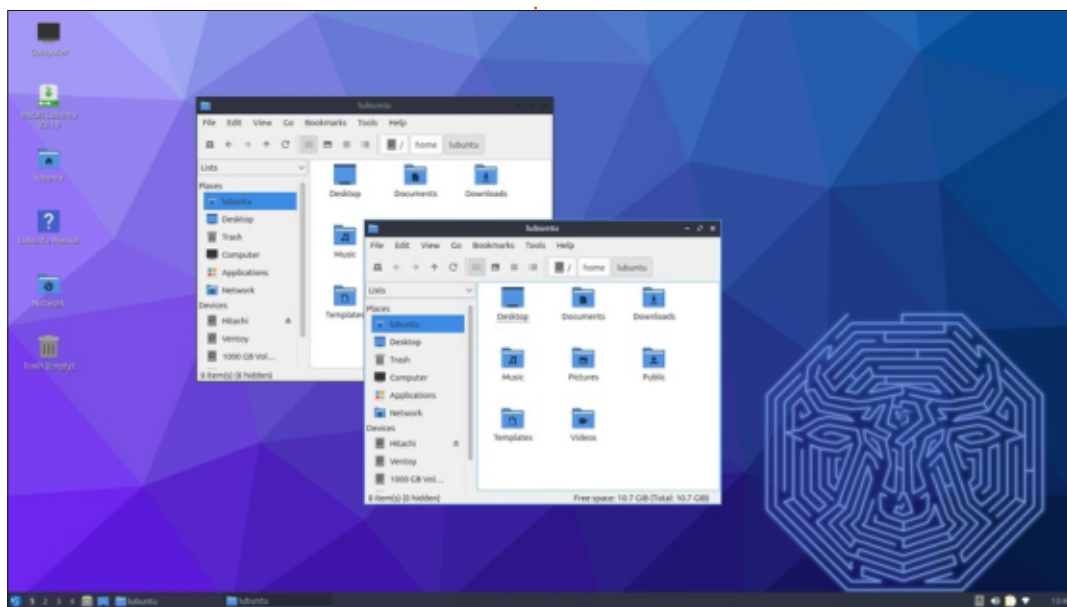 Computer
Install Lubuntu
lubuntu
Lubuntu Manual
Network
Trash (Empty)
lubuntu
File Edit View Go Bookmarks Tools Help
/ home lubuntu
Lists
Places
lubuntu
Desktop
Trash
Computer
Applications
Network
Devices
Hitachi
Ventoy
1000 GB Vol...
8 item(s) (0 hidden)
Desktop Documents Downloads
Music
Templates
lubuntu
File Edit View Go Bookmarks Tools Help
/ home lubuntu
Lists
Places
lubuntu
Desktop
Trash
Computer
Applications
Network
Devices
Hitachi
Ventoy
1000 GB Vol...
Desktop Documents Downloads
Music Pictures Public
Templates Videos
8 item(s) (0 hidden) Free space: 10.7 GiB (Total: 10.7 GiB)
1 2 3 4 lubuntu lubuntu